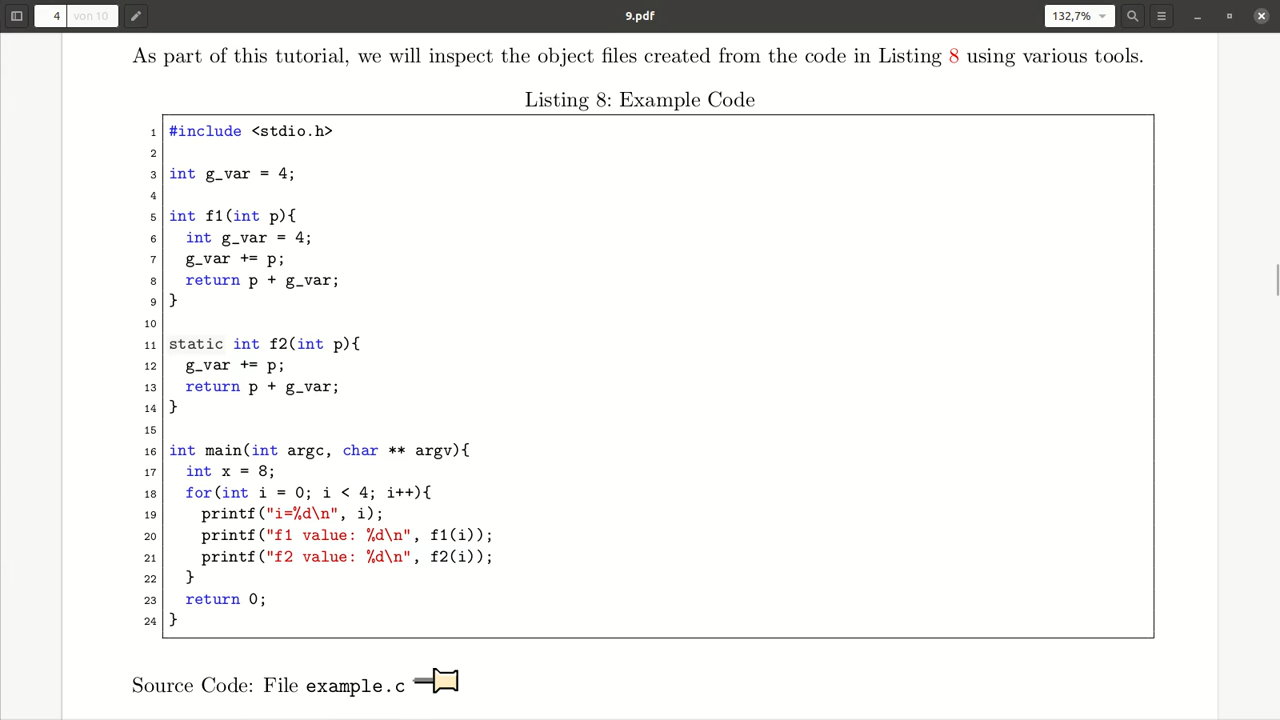 4 von 10 9.pdf 132,7%
As part of this tutorial, we will inspect the object files created from the code in Listing 8 using various tools.
Listing 8: Example Code
1 #include <stdio.h>
2
3 int g_var = 4;
4
5 int f1(int p){
6   int g_var = 4;
7   g_var += p;
8   return p + g_var;
9 }
10
11 static int f2(int p){
12   g_var += p;
13   return p + g_var;
14 }
15
16 int main(int argc, char ** argv){
17   int x = 8;
18   for(int i = 0; i < 4; i++){
19     printf("i=%d\n", i);
20     printf("f1 value: %d\n", f1(i));
21     printf("f2 value: %d\n", f2(i));
22   }
23   return 0;
24 }
Source Code: File example.c